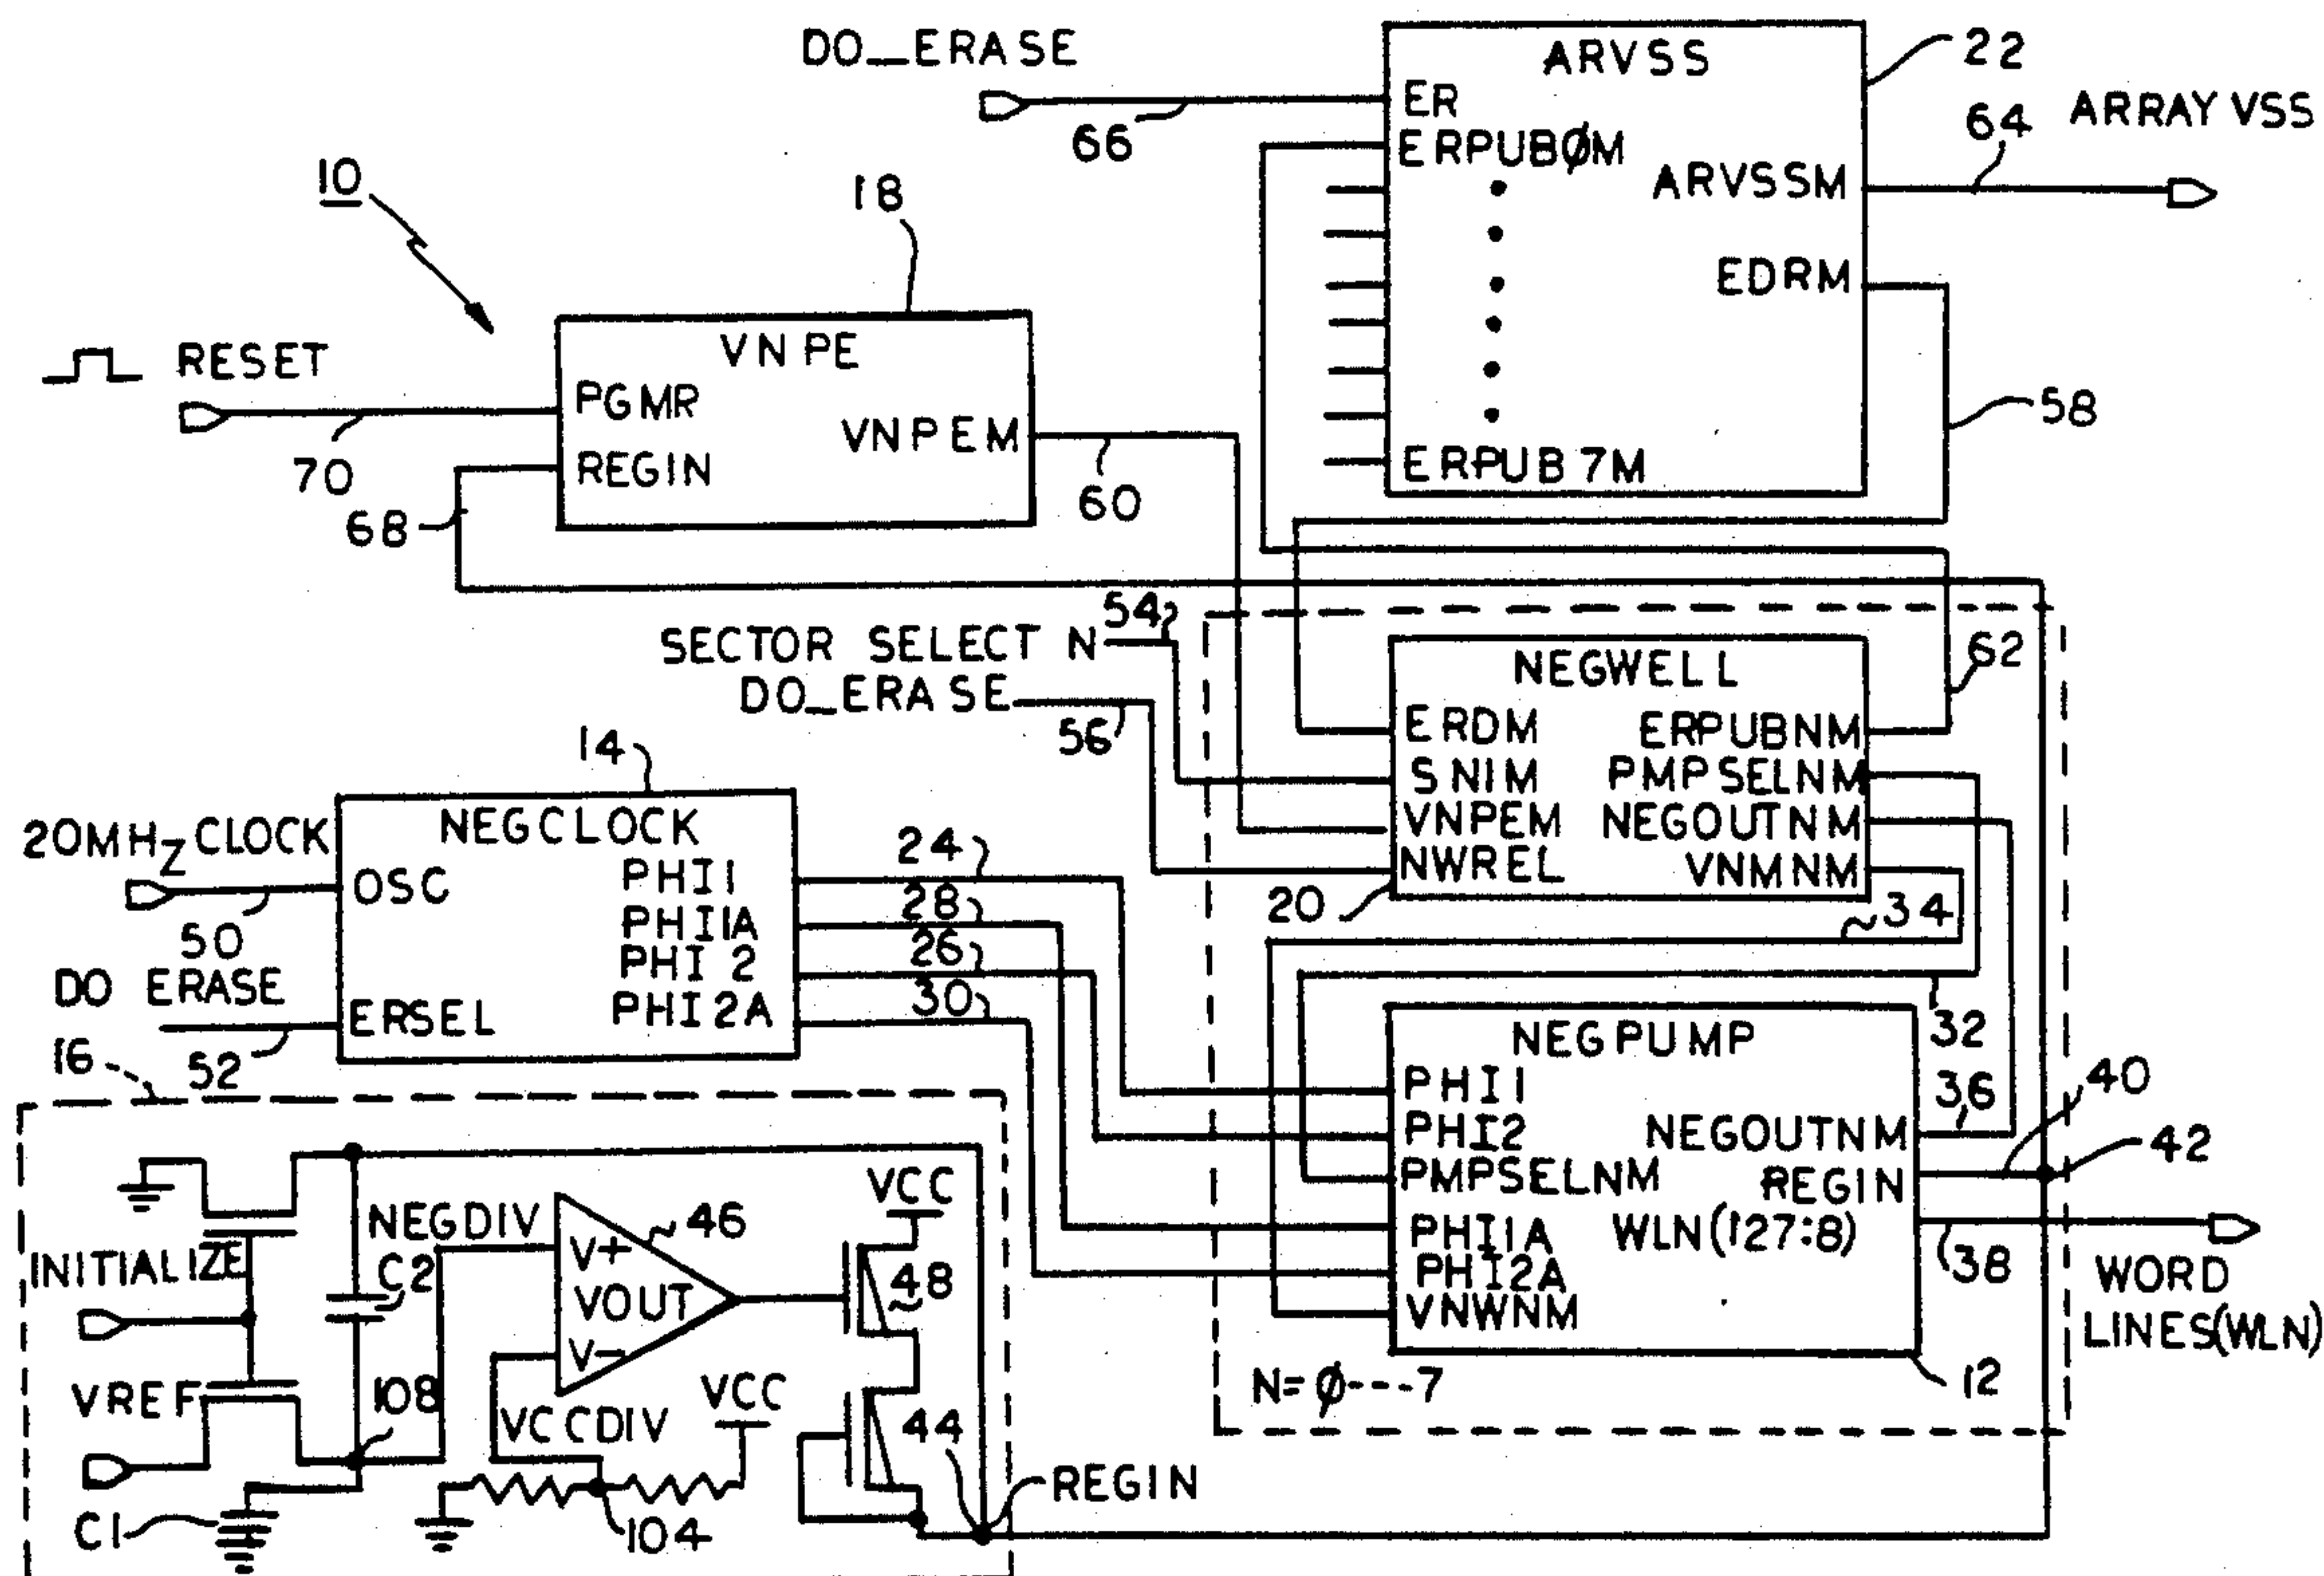 DO_ERASE
ARVSS
22
ER
66
ERPUBØM
ARRAY VSS
64
10
18
ARVSSM
EDRM
RESET
VNPE
PGMR
VNPEM
58
70
REGIN
60
ERPUB7M
68
54
SECTOR SELECT N
DO_ERASE
56
NEGWELL
62
ERDM
ERPUBNM
SNIM
PMPSELNM
VNPEM
NEGOUTNM
NWREL
VNMNM
20
34
14
20MHZ CLOCK
NEGCLOCK
24
OSC
PHI1
28
50
PHI1A
26
PHI2
DO ERASE
30
ERSEL
PHI2A
52
32
16
NEGPUMP
PHI1
36
40
PHI2
NEGOUTNM
42
PMPSELNM
REGIN
PHI1A
WLN(127:8)
PHI2A
38
VNWNM
WORD
LINES(WLN)
N=Ø---7
12
NEGDIV
46
VCC
INITIALIZE
V+
C2
VOUT
48
V-
VREF
108
VCC
VCCDIV
44
REGIN
C1
104